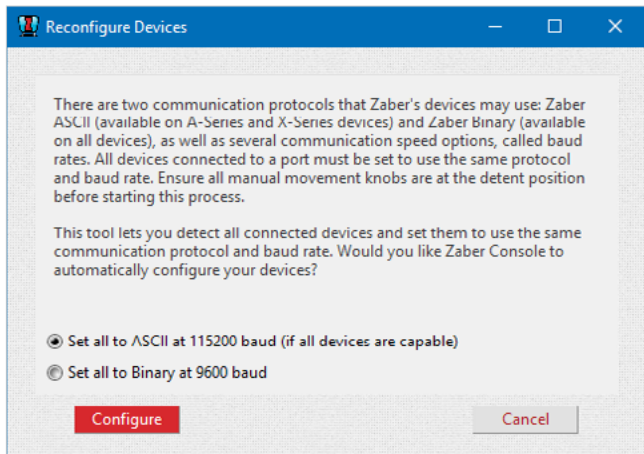 Reconfigure Devices
There are two communication protocols that Zaber's devices may use: Zaber
ASCII (available on A-Series and X-Series devices) and Zaber Binary (available
on all devices), as well as several communication speed options, called baud
rates. All devices connected to a port must be set to use the same protocol
and baud rate. Ensure all manual movement knobs are at the detent position
before starting this process.
This tool lets you detect all connected devices and set them to use the same
communication protocol and baud rate. Would you like Zaber Console to
automatically configure your devices?
Set all to ASCII at 115200 baud (if all devices are capable)
Set all to Binary at 9600 baud
Configure
Cancel